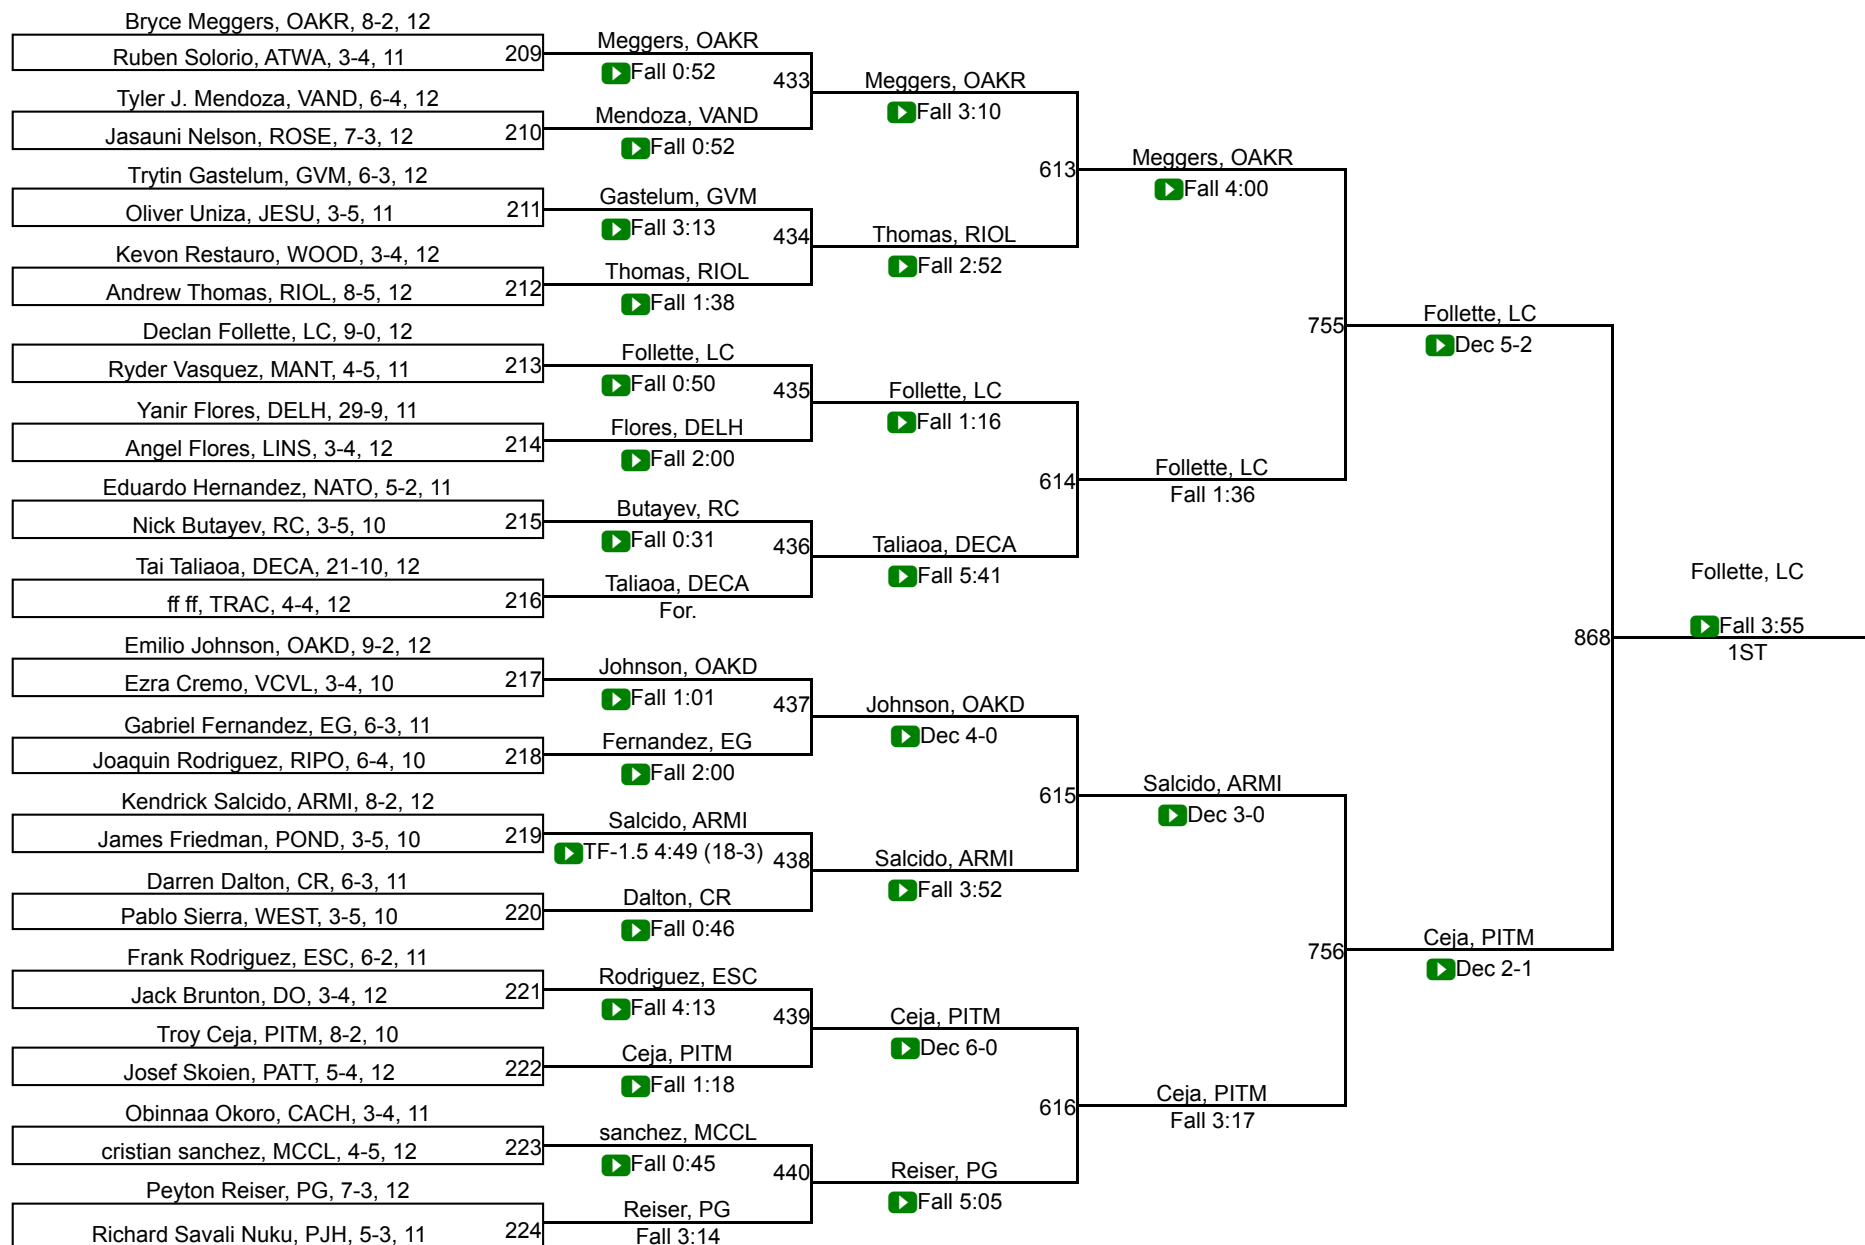 Bryce Meggers, OAKR, 8-2, 12
Ruben Solorio, ATWA, 3-4, 11
209
Tyler J. Mendoza, VAND, 6-4, 12
Jasauni Nelson, ROSE, 7-3, 12
210
Trytin Gastelum, GVM, 6-3, 12
Oliver Uniza, JESU, 3-5, 11
211
Kevon Restauro, WOOD, 3-4, 12
Andrew Thomas, RIOL, 8-5, 12
212
Declan Follette, LC, 9-0, 12
Ryder Vasquez, MANT, 4-5, 11
213
Yanir Flores, DELH, 29-9, 11
Angel Flores, LINS, 3-4, 12
214
Eduardo Hernandez, NATO, 5-2, 11
Nick Butayev, RC, 3-5, 10
215
Tai Taliaoa, DECA, 21-10, 12
ff ff, TRAC, 4-4, 12
216
Emilio Johnson, OAKD, 9-2, 12
Ezra Cremo, VCVL, 3-4, 10
217
Gabriel Fernandez, EG, 6-3, 11
Joaquin Rodriguez, RIPO, 6-4, 10
218
Kendrick Salcido, ARMI, 8-2, 12
James Friedman, POND, 3-5, 10
219
Darren Dalton, CR, 6-3, 11
Pablo Sierra, WEST, 3-5, 10
220
Frank Rodriguez, ESC, 6-2, 11
Jack Brunton, DO, 3-4, 12
221
Troy Ceja, PITM, 8-2, 10
Josef Skoien, PATT, 5-4, 12
222
Obinnaa Okoro, CACH, 3-4, 11
cristian sanchez, MCCL, 4-5, 12
223
Peyton Reiser, PG, 7-3, 12
Richard Savali Nuku, PJH, 5-3, 11
224
Meggers, OAKR
Fall 0:52
433
Mendoza, VAND
Fall 0:52
Gastelum, GVM
Fall 3:13
434
Thomas, RIOL
Fall 1:38
Follette, LC
Fall 0:50
435
Flores, DELH
Fall 2:00
Butayev, RC
Fall 0:31
436
Taliaoa, DECA
For.
Johnson, OAKD
Fall 1:01
437
Fernandez, EG
Fall 2:00
Salcido, ARMI
TF-1.5 4:49 (18-3)
438
Dalton, CR
Fall 0:46
Rodriguez, ESC
Fall 4:13
439
Ceja, PITM
Fall 1:18
sanchez, MCCL
Fall 0:45
440
Reiser, PG
Fall 3:14
Meggers, OAKR
Fall 3:10
613
Thomas, RIOL
Fall 2:52
Follette, LC
Fall 1:16
614
Taliaoa, DECA
Fall 5:41
Johnson, OAKD
Dec 4-0
615
Salcido, ARMI
Fall 3:52
Ceja, PITM
Dec 6-0
616
Reiser, PG
Fall 5:05
Meggers, OAKR
Fall 4:00
755
Follette, LC
Fall 1:36
Salcido, ARMI
Dec 3-0
756
Ceja, PITM
Fall 3:17
Follette, LC
Dec 5-2
868
Ceja, PITM
Dec 2-1
Follette, LC
Fall 3:55
1ST